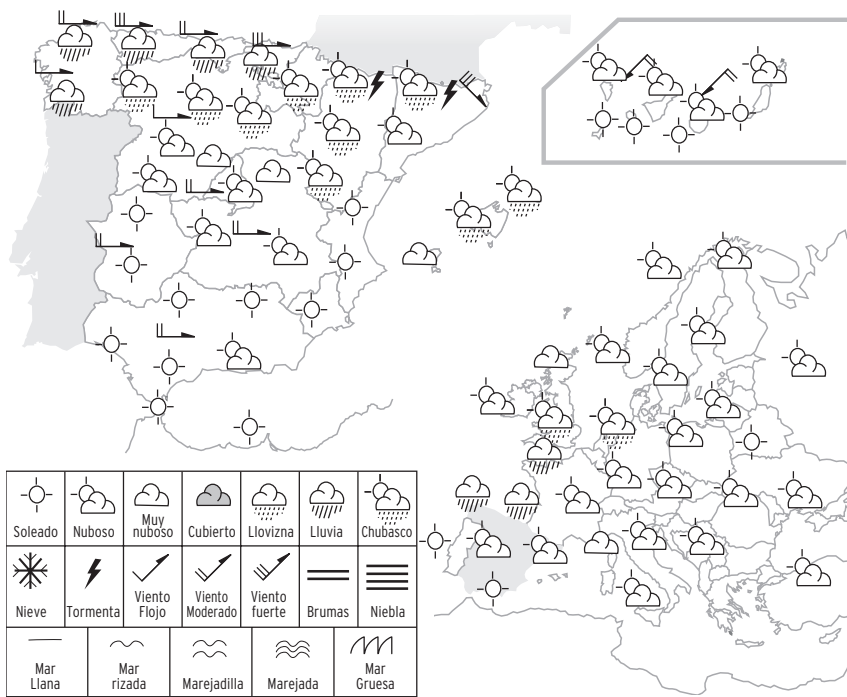 Soleado
Nuboso
Muy
nuboso
Cubierto
Llovizna
Lluvia
Chubasco
Nieve
Tormenta
Viento
Flojo
Viento
Moderado
Viento
fuerte
Brumas
Niebla
Mar
Llana
Mar
rizada
Marejadilla
Marejada
Mar
Gruesa